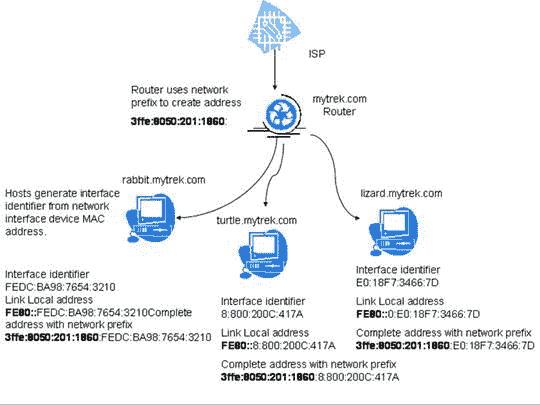 ISP
Router uses network
prefix to create address
3ffe:8050:201:1860:
mytrek.com
Router
rabbit.mytrek.com
Hosts generate interface
identifier from network
interface device MAC
address.
turtle.mytrek.com
lizard.mytrek.com
Interface identifier
FEDC:BA98:7654:3210
Link Local address
FE80::FEDC:BA98:7654:3210Complete
address with network prefix
3ffe:8050:201:1860:FEDC:BA98:7654:3210
Interface identifier
8:800:200C:417A
Link Local address
FE80::8:800:200C:417A
Complete address with network prefix
3ffe:8050:201:1860:8:800:200C:417A
Interface identifier
E0:18F7:3466:7D
Link Local address
FE80::0:E0:18F7:3466:7D
Complete address with network prefix
3ffe:8050:201:1860:E0:18F7:3466:7D